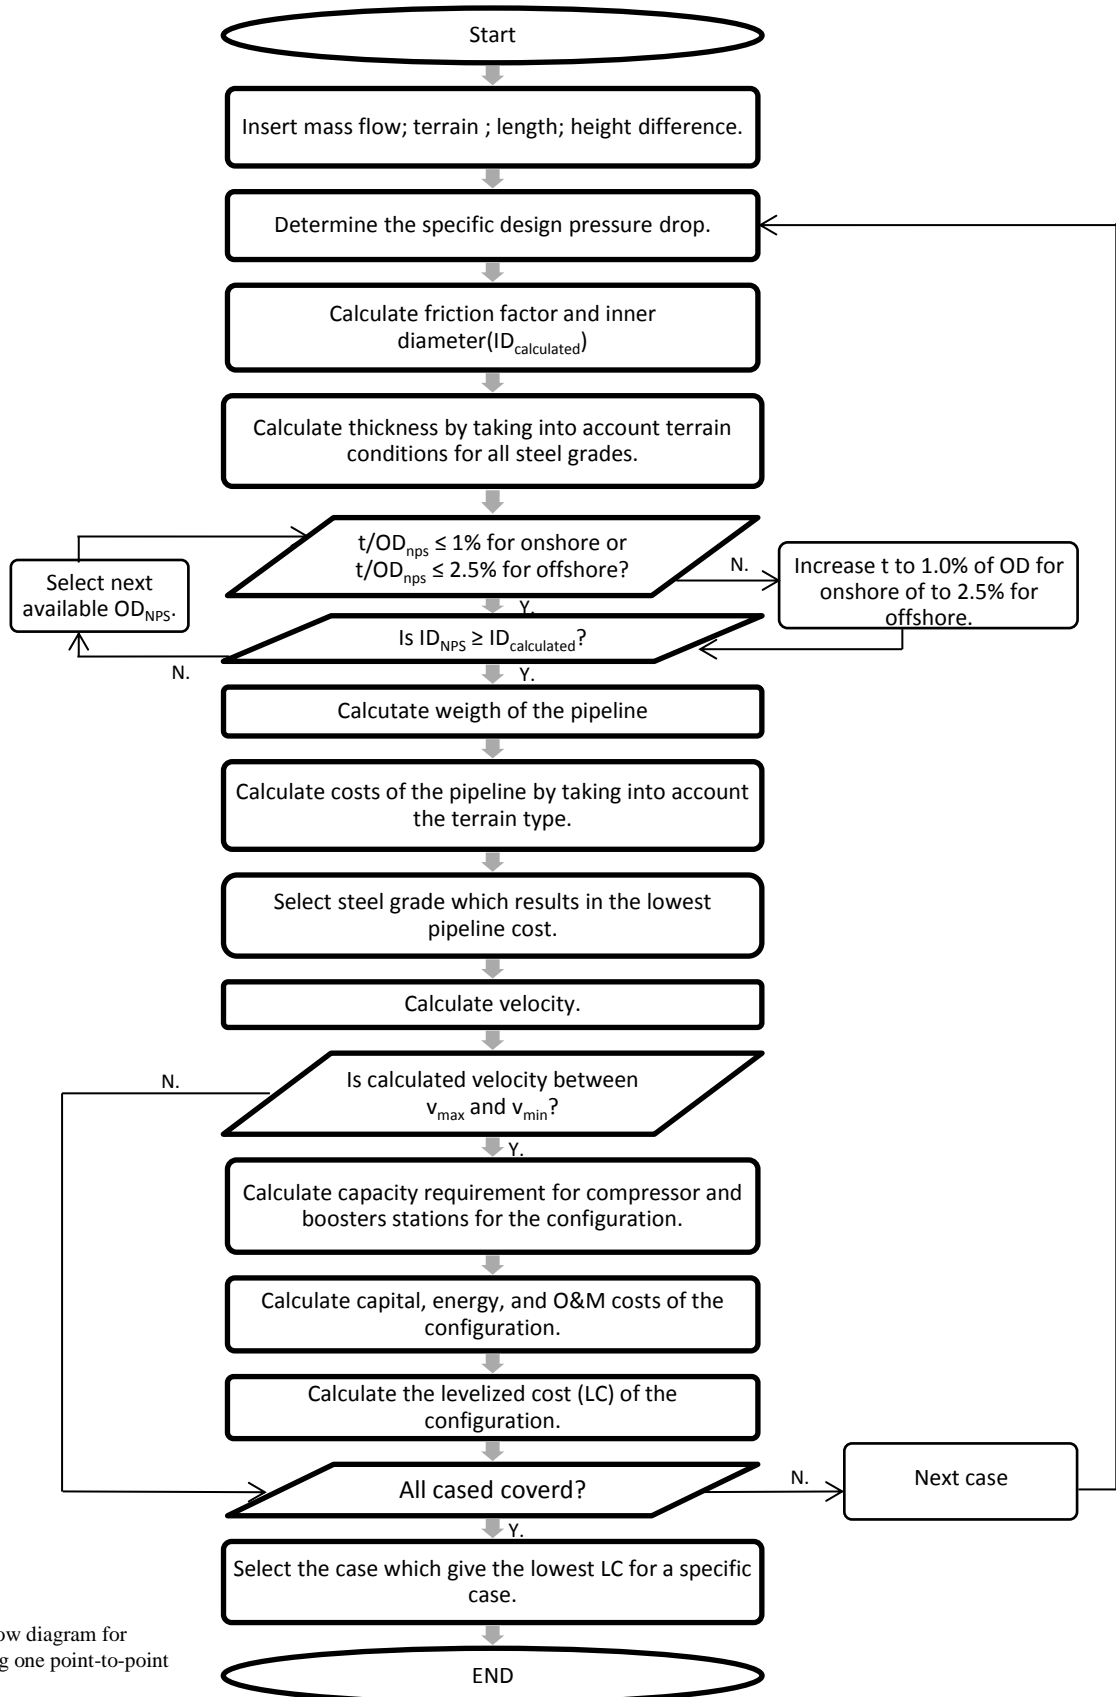 Start
Insert mass flow; terrain ; length; height difference.
Determine the specific design pressure drop.
Calculate friction factor and inner
diameter(IDcalculated)
Calculate thickness by taking into account terrain
conditions for all steel grades.
t/ODnps ≤ 1% for onshore or
t/ODnps ≤ 2.5% for offshore?
N.
Increase t to 1.0% of OD for
onshore of to 2.5% for
offshore.
Select next
available ODNPS.
Y.
Is IDNPS ≥ IDcalculated?
N.
Y.
Calcutate weigth of the pipeline
Calculate costs of the pipeline by taking into account
the terrain type.
Select steel grade which results in the lowest
pipeline cost.
Calculate velocity.
N.
Is calculated velocity between
vmax and vmin?
Y.
Calculate capacity requirement for compressor and
boosters stations for the configuration.
Calculate capital, energy, and O&M costs of the
configuration.
Calculate the levelized cost (LC) of the
configuration.
All cased coverd?
N.
Next case
Y.
Select the case which give the lowest LC for a specific
case.
ow diagram for
g one point-to-point
END